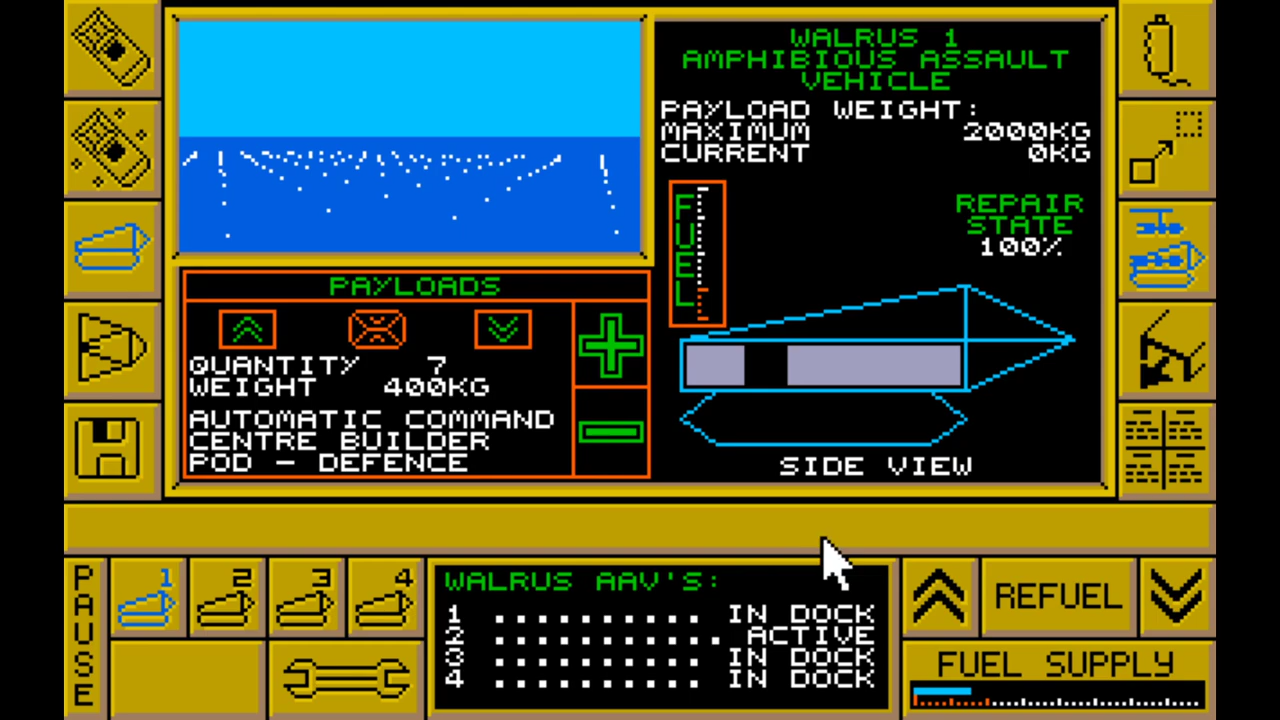 WALRUS 1
AMPHIBIOUS ASSAULT
VEHICLE
PAYLOAD WEIGHT:
MAXIMUM 2000KG
CURRENT 0KG
FUEL
REPAIR
STATE
100%
SIDE VIEW
PAYLOADS
QUANTITY 7
WEIGHT 400KG
AUTOMATIC COMMAND
CENTRE BUILDER
POD - DEFENCE
PAUSE
1 2 3 4
WALRUS AAV'S:
1 .......... IN DOCK
2 ........... ACTIVE
3 .......... IN DOCK
4 .......... IN DOCK
REFUEL
FUEL SUPPLY